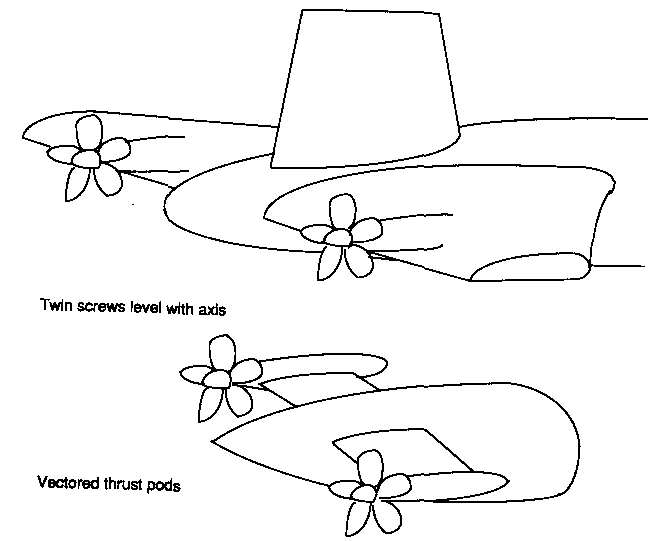 Twin screws level with axis
Vectored thrust pods